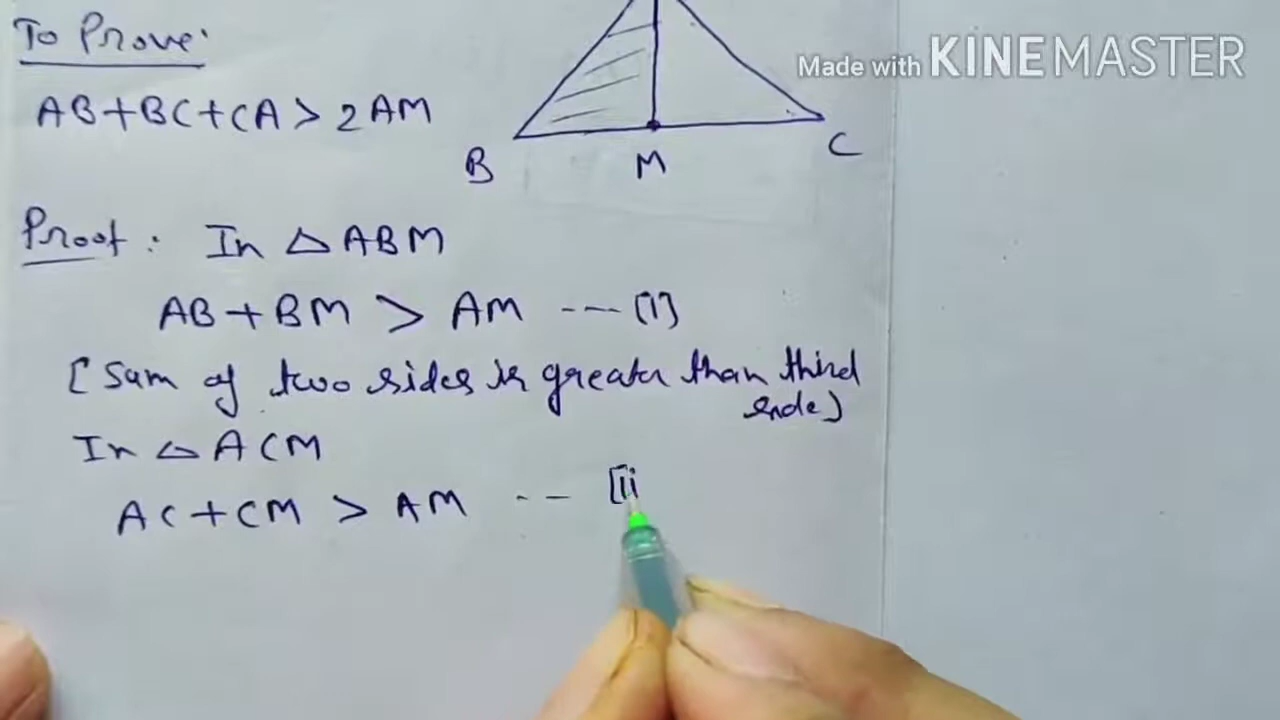 To Prove:
Made with KINEMASTER
AB+BC+CA > 2AM
B
M
C
Proof: In △ABM
AB+BM > AM --- (1)
[Sum of two sides is greater than third
side]
In △ACM
AC+CM > AM -- [ii